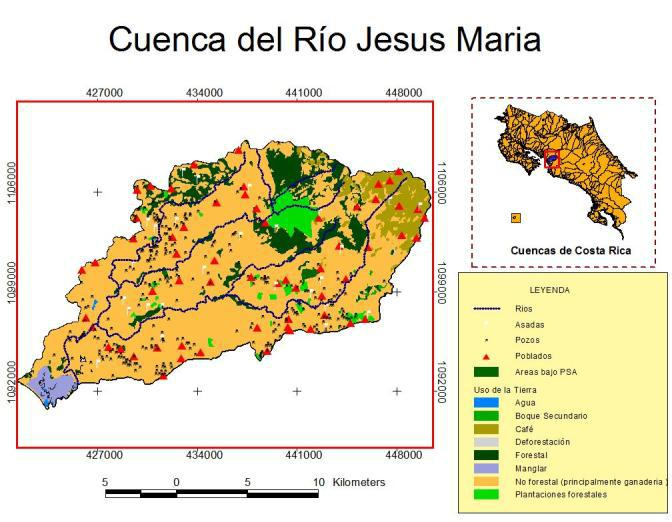 Cuenca del Río Jesus Maria
427000 434000 441000 448000
1106000 1106000
1099000 1099000
1092000 1092000
427000 434000 441000 448000
5 0 5 10 Kilometers
Cuencas de Costa Rica
LEYENDA
Rios
Asadas
Pozos
Poblados
Areas bajo PSA
Uso de la Tierra
Agua
Boque Secundario
Café
Deforestación
Forestal
Manglar
No forestal (principalmente ganaderia)
Plantaciones forestales